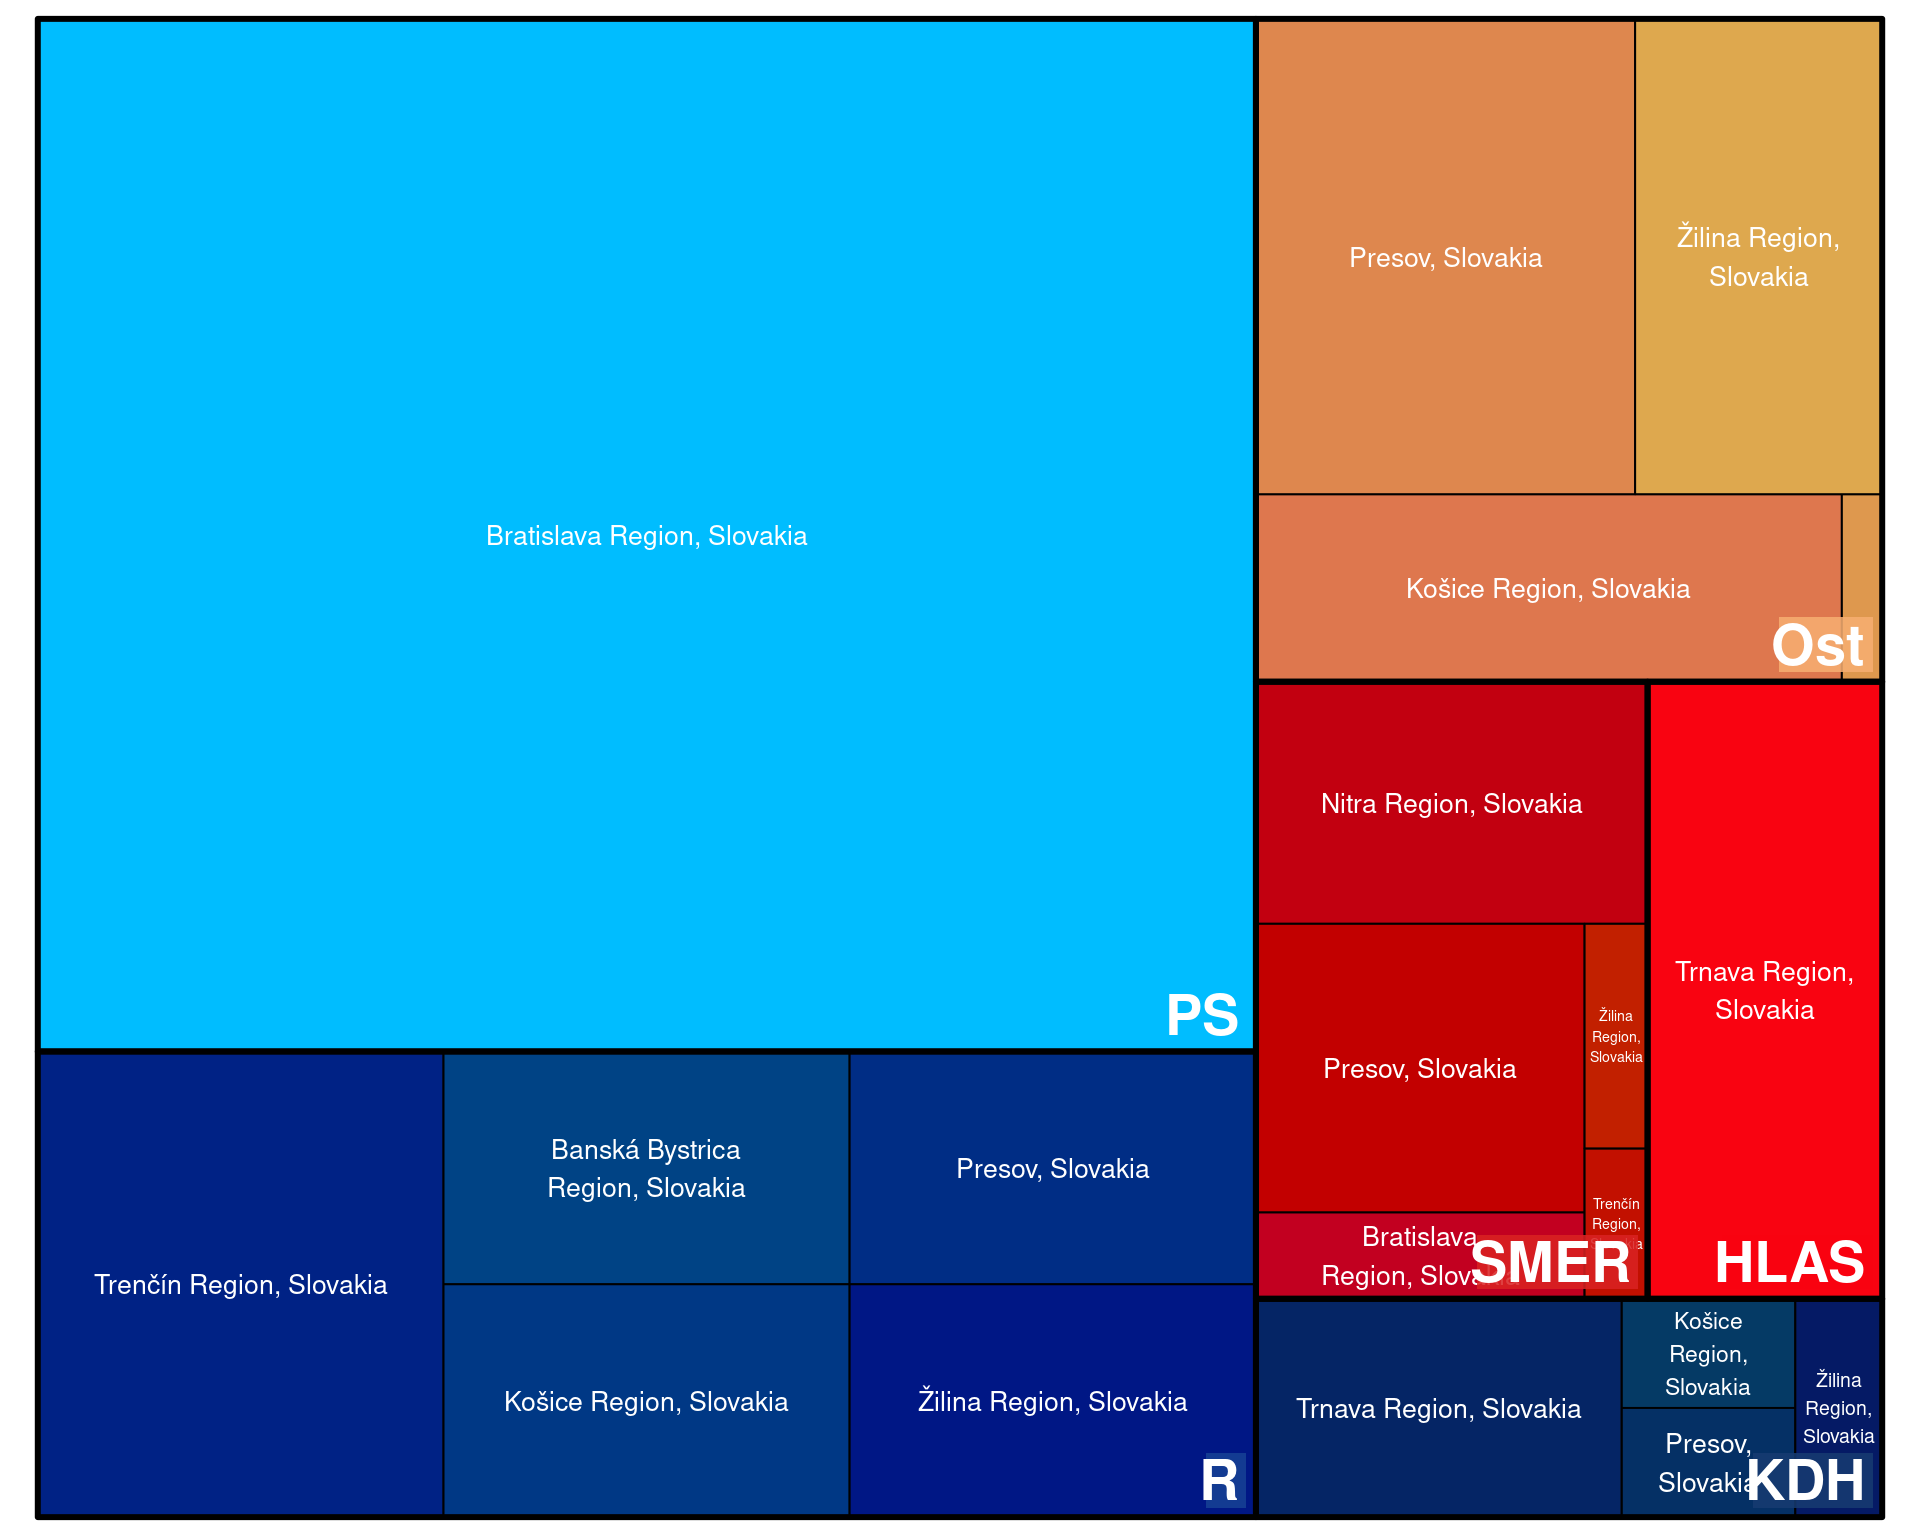 Bratislava Region, Slovakia
PS
Presov, Slovakia
Žilina Region,
Slovakia
Košice Region, Slovakia
Ost
Nitra Region, Slovakia
Presov, Slovakia
Žilina
Region,
Slovakia
Bratislava
Region,
Trenčín
Region,
SMER
Trnava Region,
Slovakia
HLAS
Trenčín Region, Slovakia
Banská Bystrica
Region, Slovakia
Presov, Slovakia
Košice Region, Slovakia
Žilina Region, Slovakia
R
Trnava Region, Slovakia
Košice
Region,
Slovakia
Presov,
Slovakia
Žilina
Region,
Slovakia
KDH